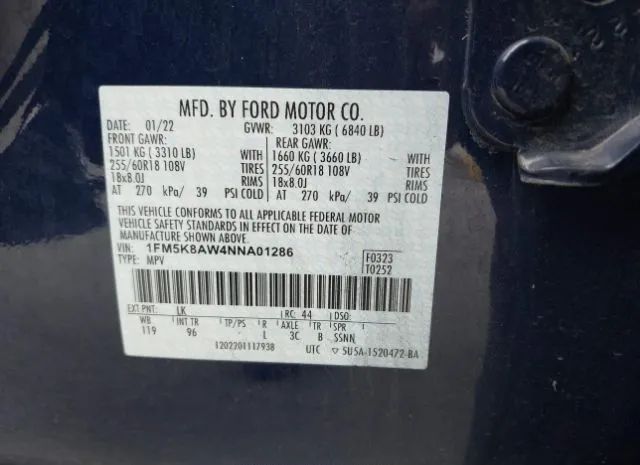 MFD. BY FORD MOTOR CO.
DATE: 01/22 GVWR: 3103 KG ( 6840 LB)
FRONT GAWR: REAR GAWR:
1501 KG ( 3310 LB) WITH 1660 KG ( 3660 LB) WITH
255/60R18 108V TIRES 255/60R18 108V TIRES
18x8.0J RIMS 18x8.0J RIMS
AT 270 kPa/ 39 PSI COLD AT 270 kPa/ 39 PSI COLD
THIS VEHICLE CONFORMS TO ALL APPLICABLE FEDERAL MOTOR
VEHICLE SAFETY STANDARDS IN EFFECT ON THE DATE OF
MANUFACTURE SHOWN ABOVE.
VIN: 1FM5K8AW4NNA01286 F0323
TYPE: MPV T0252
EXT PNT: LK RC: 44 DSO:
WB INT TR TP/PS R AXLE TR SPR
119 96 - L 3C B SSNN
UTC 5U5A-1520472-BA